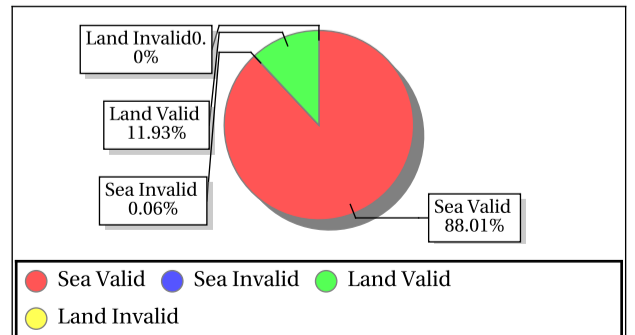 Land Invalid0.
0%
Land Valid
11.93%
Sea Invalid
0.06%
Sea Valid
88.01%
Sea Valid Sea Invalid Land Valid
Land Invalid